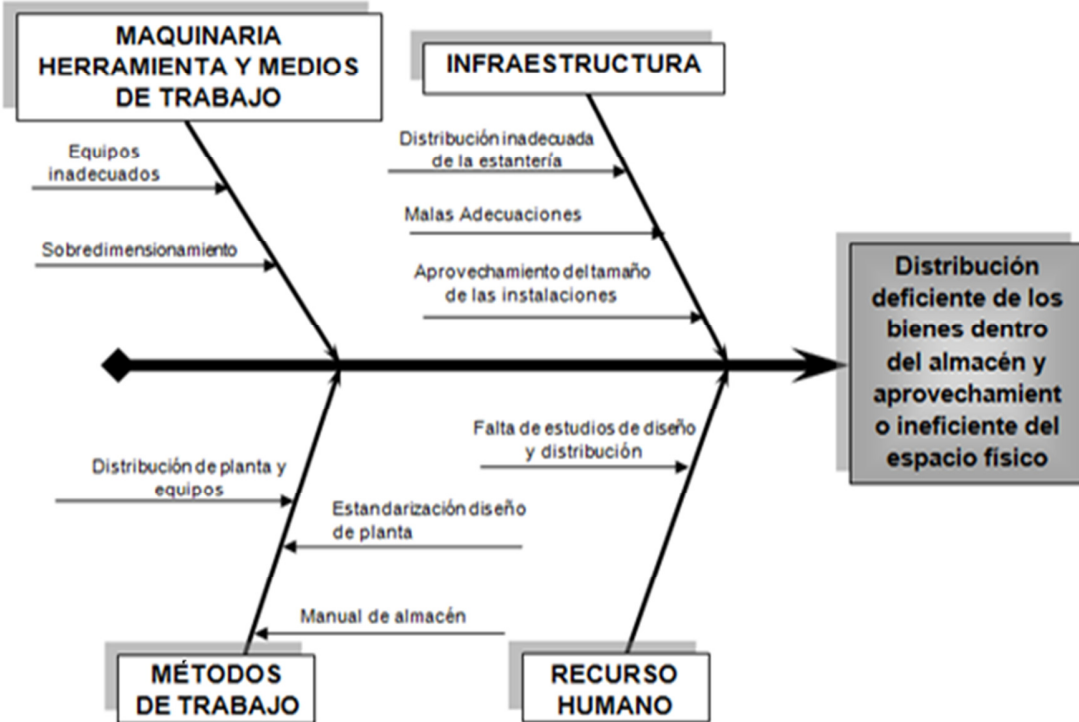 MAQUINARIA
HERRAMIENTA Y MEDIOS
DE TRABAJO
INFRAESTRUCTURA
Equipos
inadecuados
Sobredimensionamiento
Distribución inadecuada
de la estantería
Malas Adecuaciones
Aprovechamiento del tamaño
de las instalaciones
Distribución
deficiente de los
bienes dentro
del almacén y
aprovechamient
o ineficiente del
espacio físico
Distribución de planta y
equipos
Estandarización diseño
de planta
Manual de almacén
Falta de estudios de diseño
y distribución
MÉTODOS
DE TRABAJO
RECURSO
HUMANO